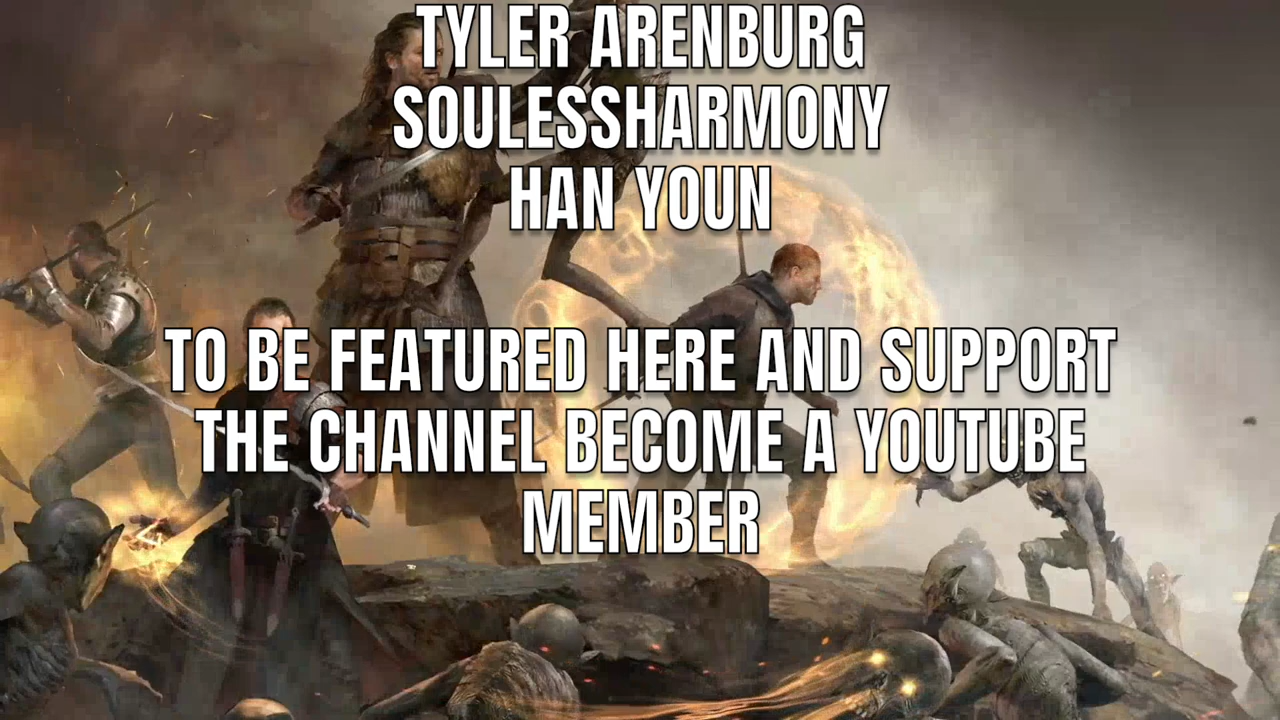 TYLER ARENBURG
SOULESSHARMONY
HAN YOUN
TO BE FEATURED HERE AND SUPPORT
THE CHANNEL BECOME A YOUTUBE
MEMBER